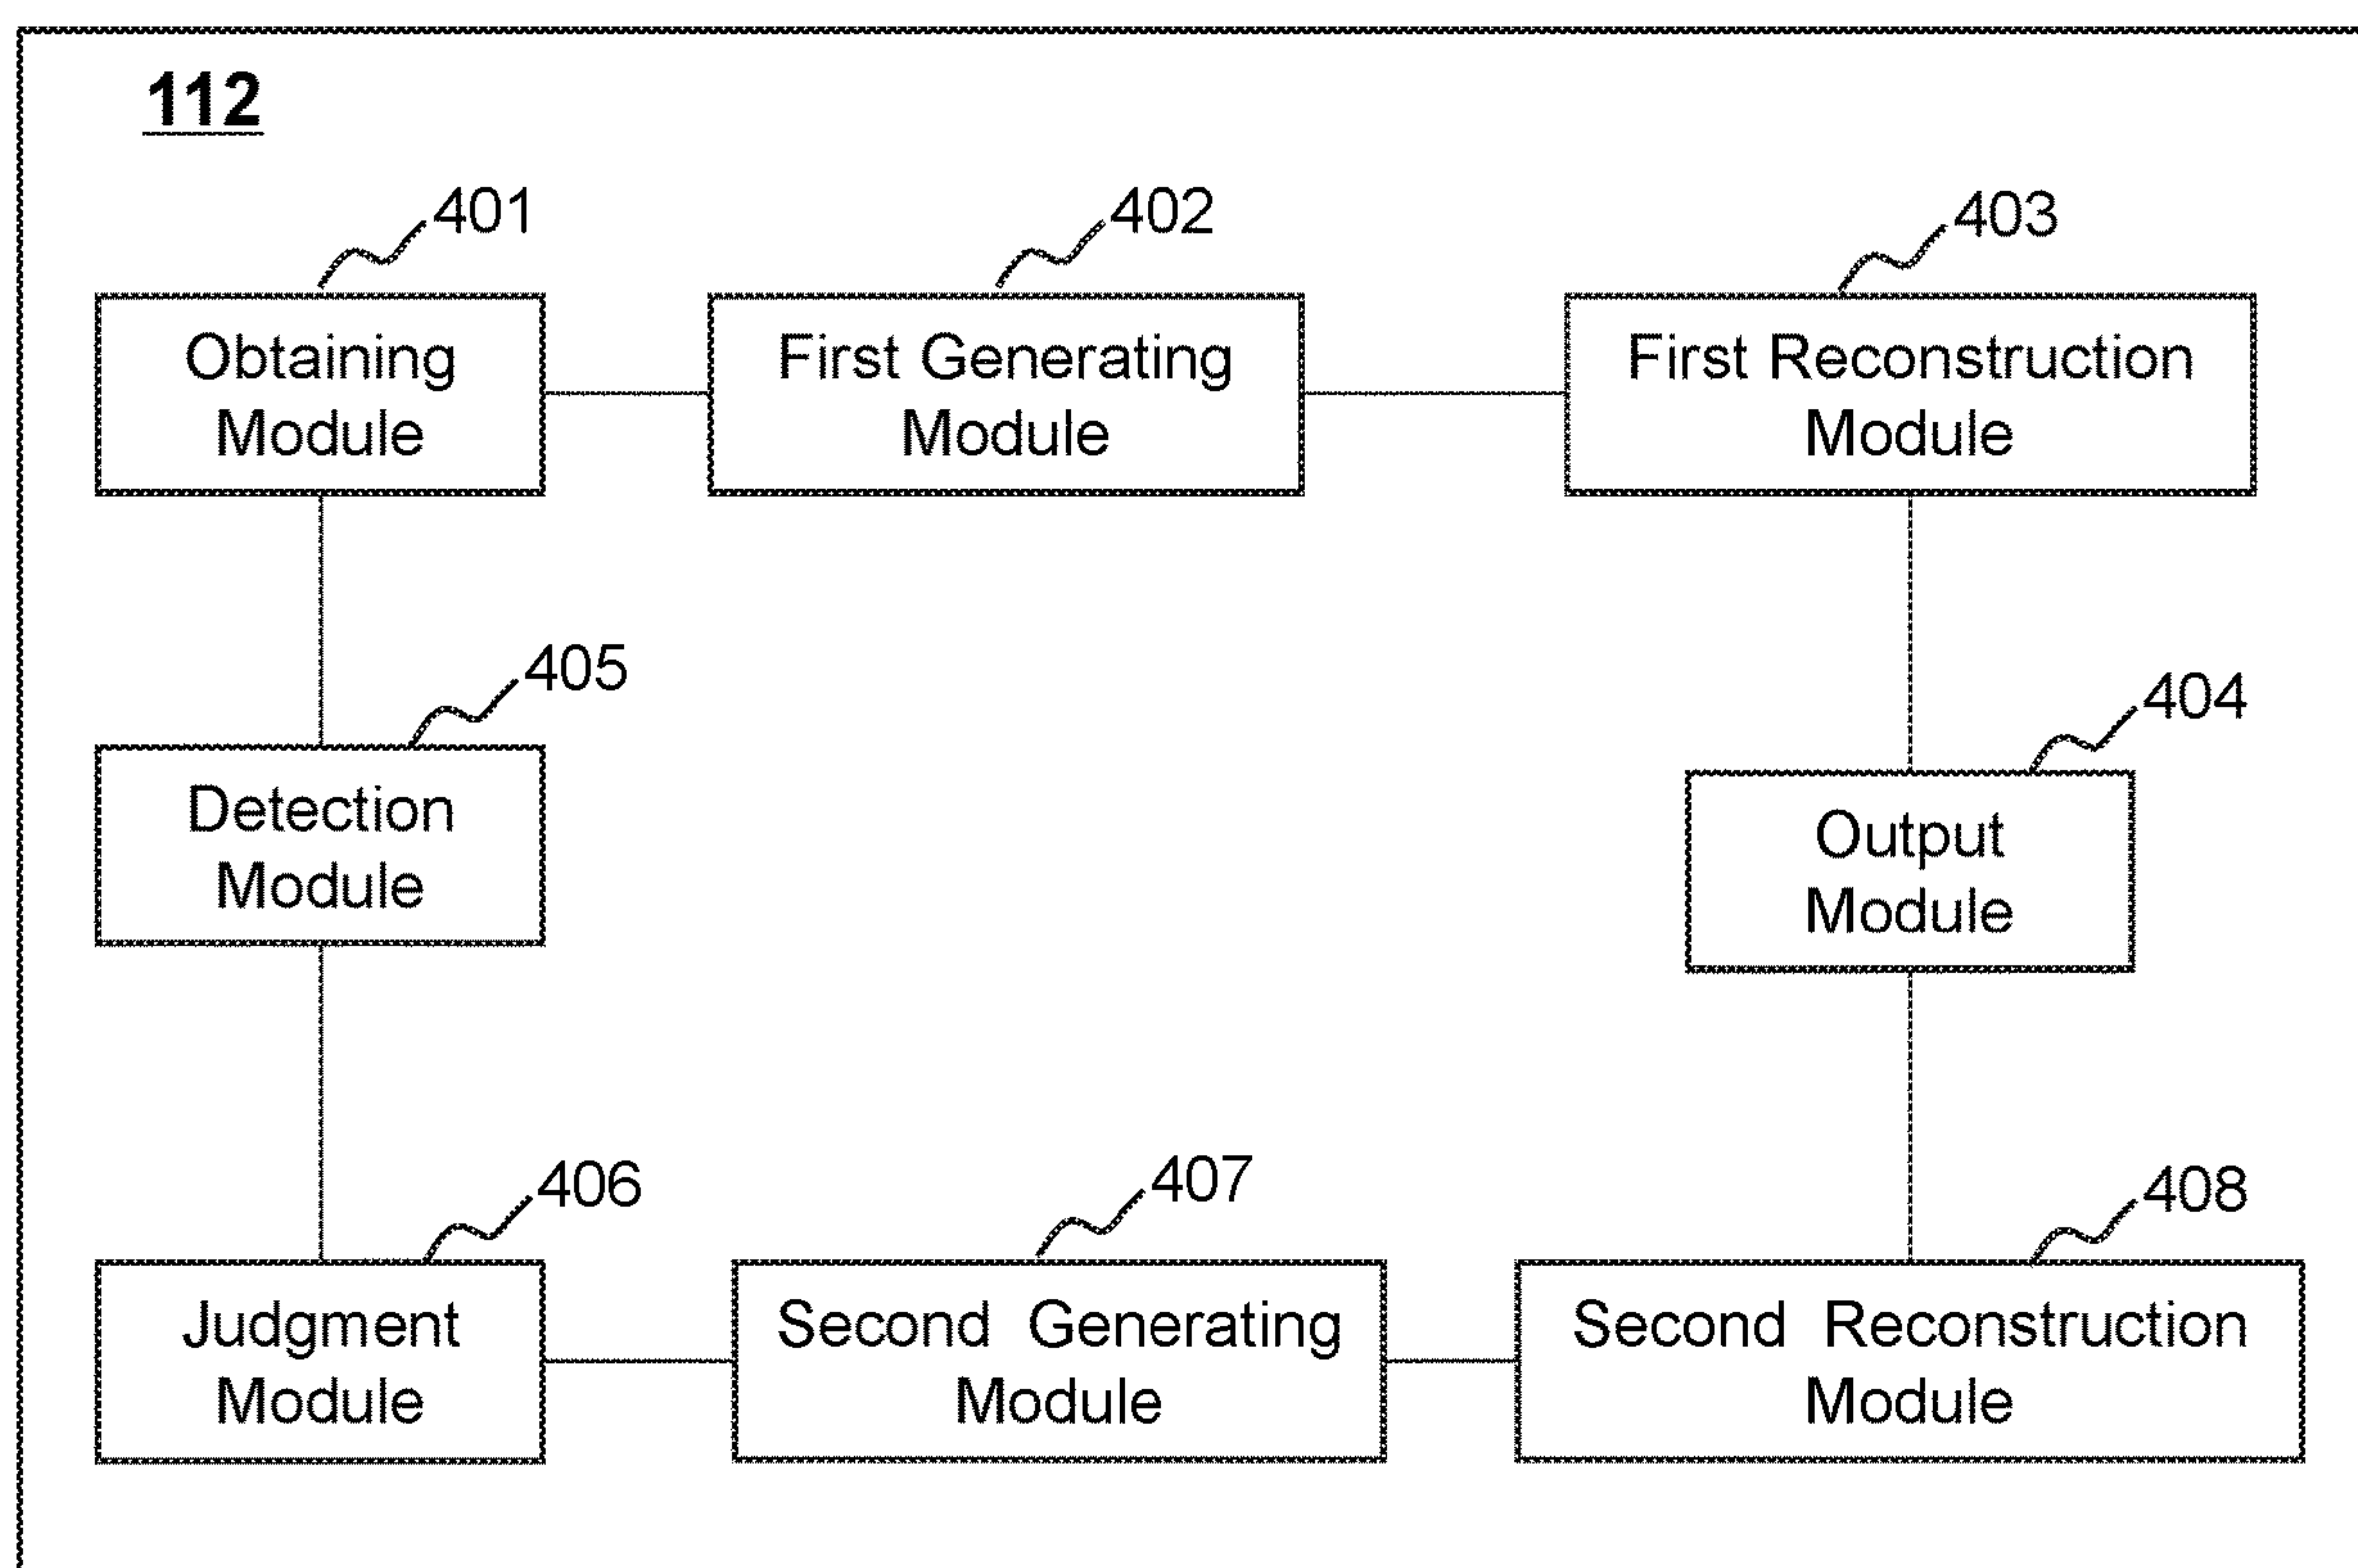 112
401
402
403
Obtaining
Module
First Generating
Module
First Reconstruction
Module
405
404
Detection
Module
Output
Module
406
407
408
Judgment
Module
Second Generating
Module
Second Reconstruction
Module